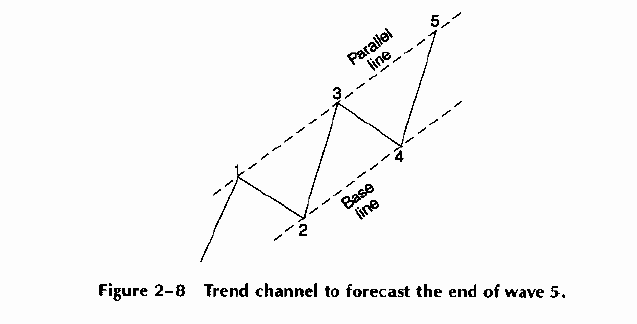 5
Parallel
line
3
1
4
Base
line
2
Figure 2–8 Trend channel to forecast the end of wave 5.